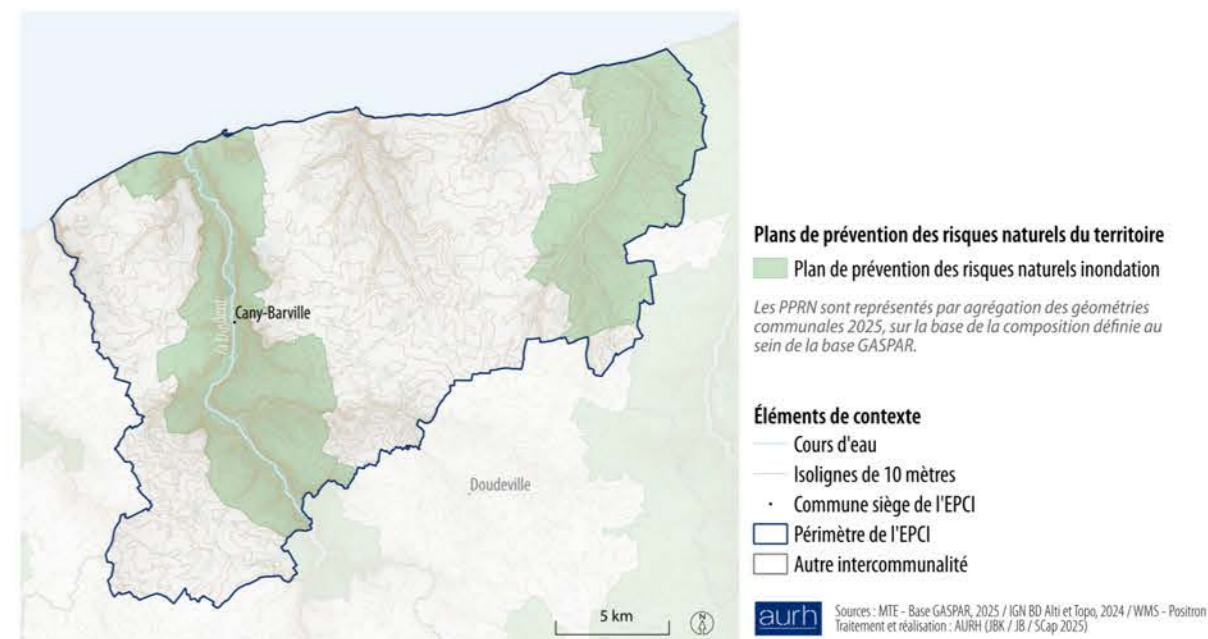 Cany-Barville
Doudeville
5 km
N
Plans de prévention des risques naturels du territoire
Plan de prévention des risques naturels inondation
Les PPRN sont représentés par agrégation des géométries
communales 2025, sur la base de la composition définie au
sein de la base GASPAR.
Éléments de contexte
Cours d'eau
Isolignes de 10 mètres
Commune siège de l'EPCI
Périmètre de l'EPCI
Autre intercommunalité
aurh
Sources : MTE - Base GASPAR, 2025 / IGN BD Alti et Topo, 2024 / WMS - Positron
Traitement et réalisation : AURH (JBK / JB / SCap 2025)